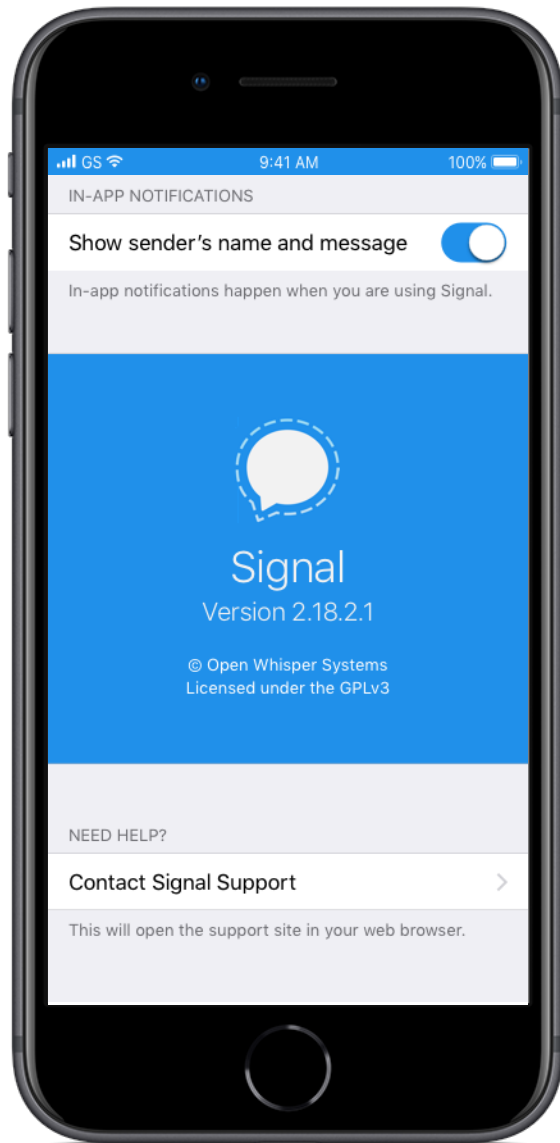 GS 9:41 AM 100%
IN-APP NOTIFICATIONS
Show sender's name and message
In-app notifications happen when you are using Signal.
Signal
Version 2.18.2.1
© Open Whisper Systems
Licensed under the GPLv3
NEED HELP?
Contact Signal Support
This will open the support site in your web browser.